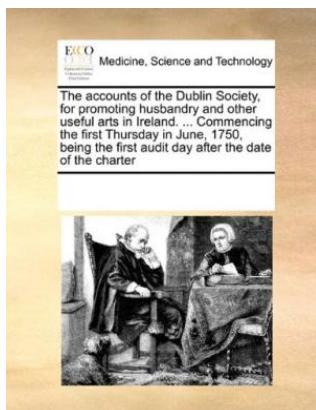 ECCO
Medicine, Science and Technology
The accounts of the Dublin Society,
for promoting husbandry and other
useful arts in Ireland. ... Commencing
the first Thursday in June, 1750,
being the first audit day after the date
of the charter